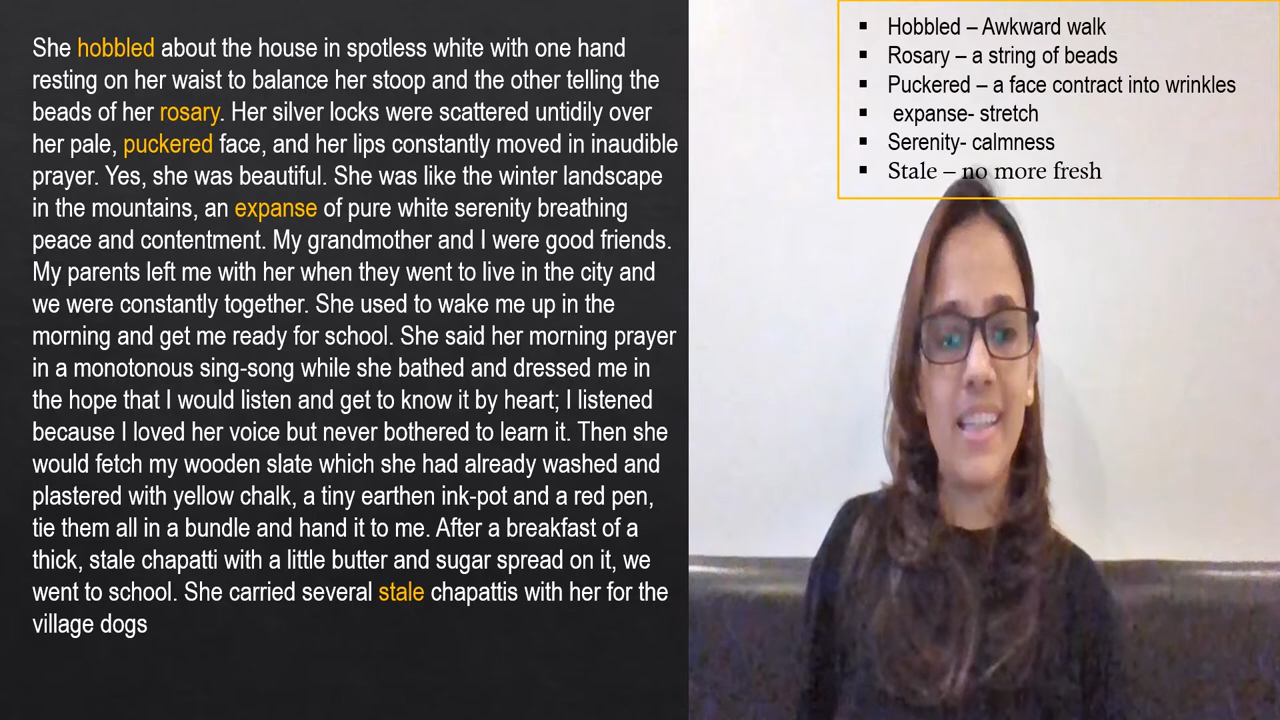 She hobbled about the house in spotless white with one hand
resting on her waist to balance her stoop and the other telling the
beads of her rosary. Her silver locks were scattered untidily over
her pale, puckered face, and her lips constantly moved in inaudible
prayer. Yes, she was beautiful. She was like the winter landscape
in the mountains, an expanse of pure white serenity breathing
peace and contentment. My grandmother and I were good friends.
My parents left me with her when they went to live in the city and
we were constantly together. She used to wake me up in the
morning and get me ready for school. She said her morning prayer
in a monotonous sing-song while she bathed and dressed me in
the hope that I would listen and get to know it by heart; I listened
because I loved her voice but never bothered to learn it. Then she
would fetch my wooden slate which she had already washed and
plastered with yellow chalk, a tiny earthen ink-pot and a red pen,
tie them all in a bundle and hand it to me. After a breakfast of a
thick, stale chapatti with a little butter and sugar spread on it, we
went to school. She carried several stale chapattis with her for the
village dogs
▪ Hobbled – Awkward walk
▪ Rosary – a string of beads
▪ Puckered – a face contract into wrinkles
▪ expanse- stretch
▪ Serenity- calmness
▪ Stale – no more fresh